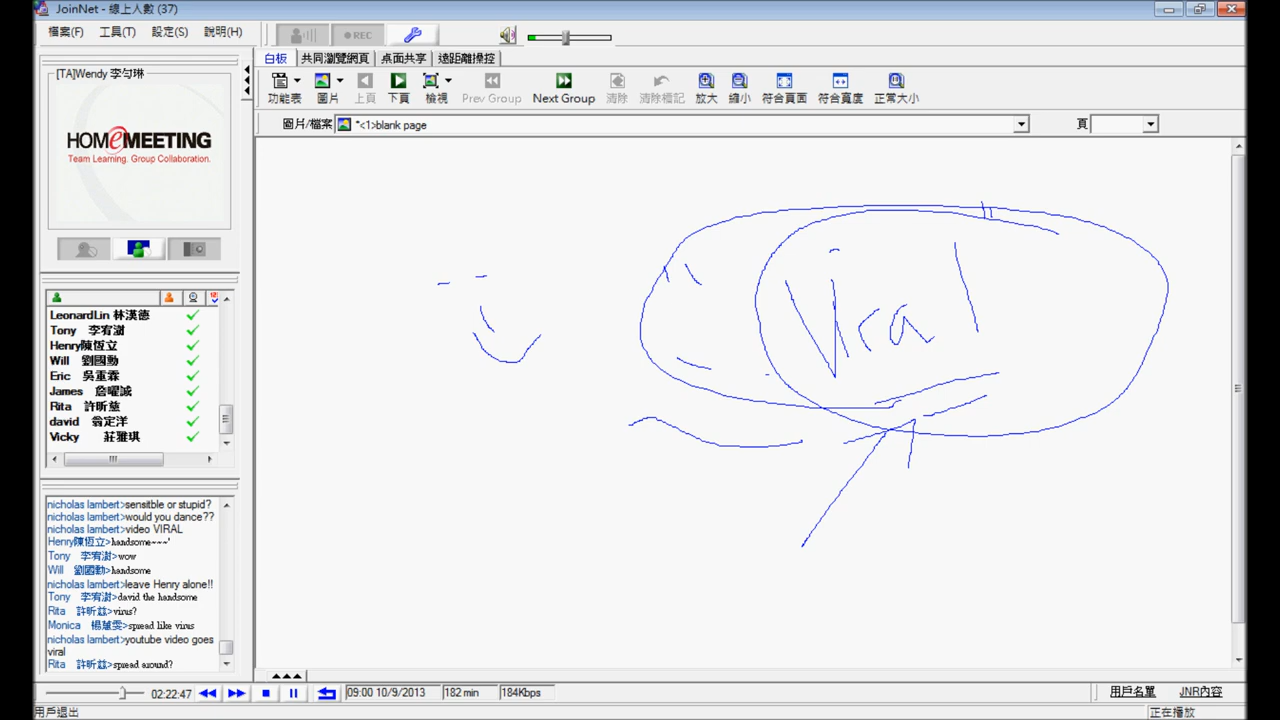 JoinNet - 線上人數 (37)
檔案(F) 工具(T) 設定(S) 說明(H)
REC
[TA]Wendy 李勻琳
HOMeMEETING
Team Learning. Group Collaboration.
白板 共同瀏覽網頁 桌面共享 遠距離操控
功能表 圖片 上頁 下頁 檢視 Prev Group Next Group 清除 清除標記 放大 縮小 符合頁面 符合寬度 正常大小
圖片/檔案 *<1>blank page 頁
Viral
LeonardLin 林漢德
Tony 李宥澍
Henry陳恆立
Will 劉國勳
Eric 吳重霖
James 詹曜誠
Rita 許昕慈
david 翁定洋
Vicky 莊雅琪
nicholas lambert>sensitble or stupid?
nicholas lambert>would you dance??
nicholas lambert>video VIRAL
Henry陳恆立>handsome~~~'
Tony 李宥澍>wow
Will 劉國勳>handsome
nicholas lambert>leave Henry alone!!
Tony 李宥澍>david the handsome
Rita 許昕慈>virus?
Monica 楊蕙雯>spread like virus
nicholas lambert>youtube video goes
viral
Rita 許昕慈>spread around?
02:22:47 09:00 10/9/2013 182 min 184Kbps 用戶名單 JNR內容
用戶退出 正在播放